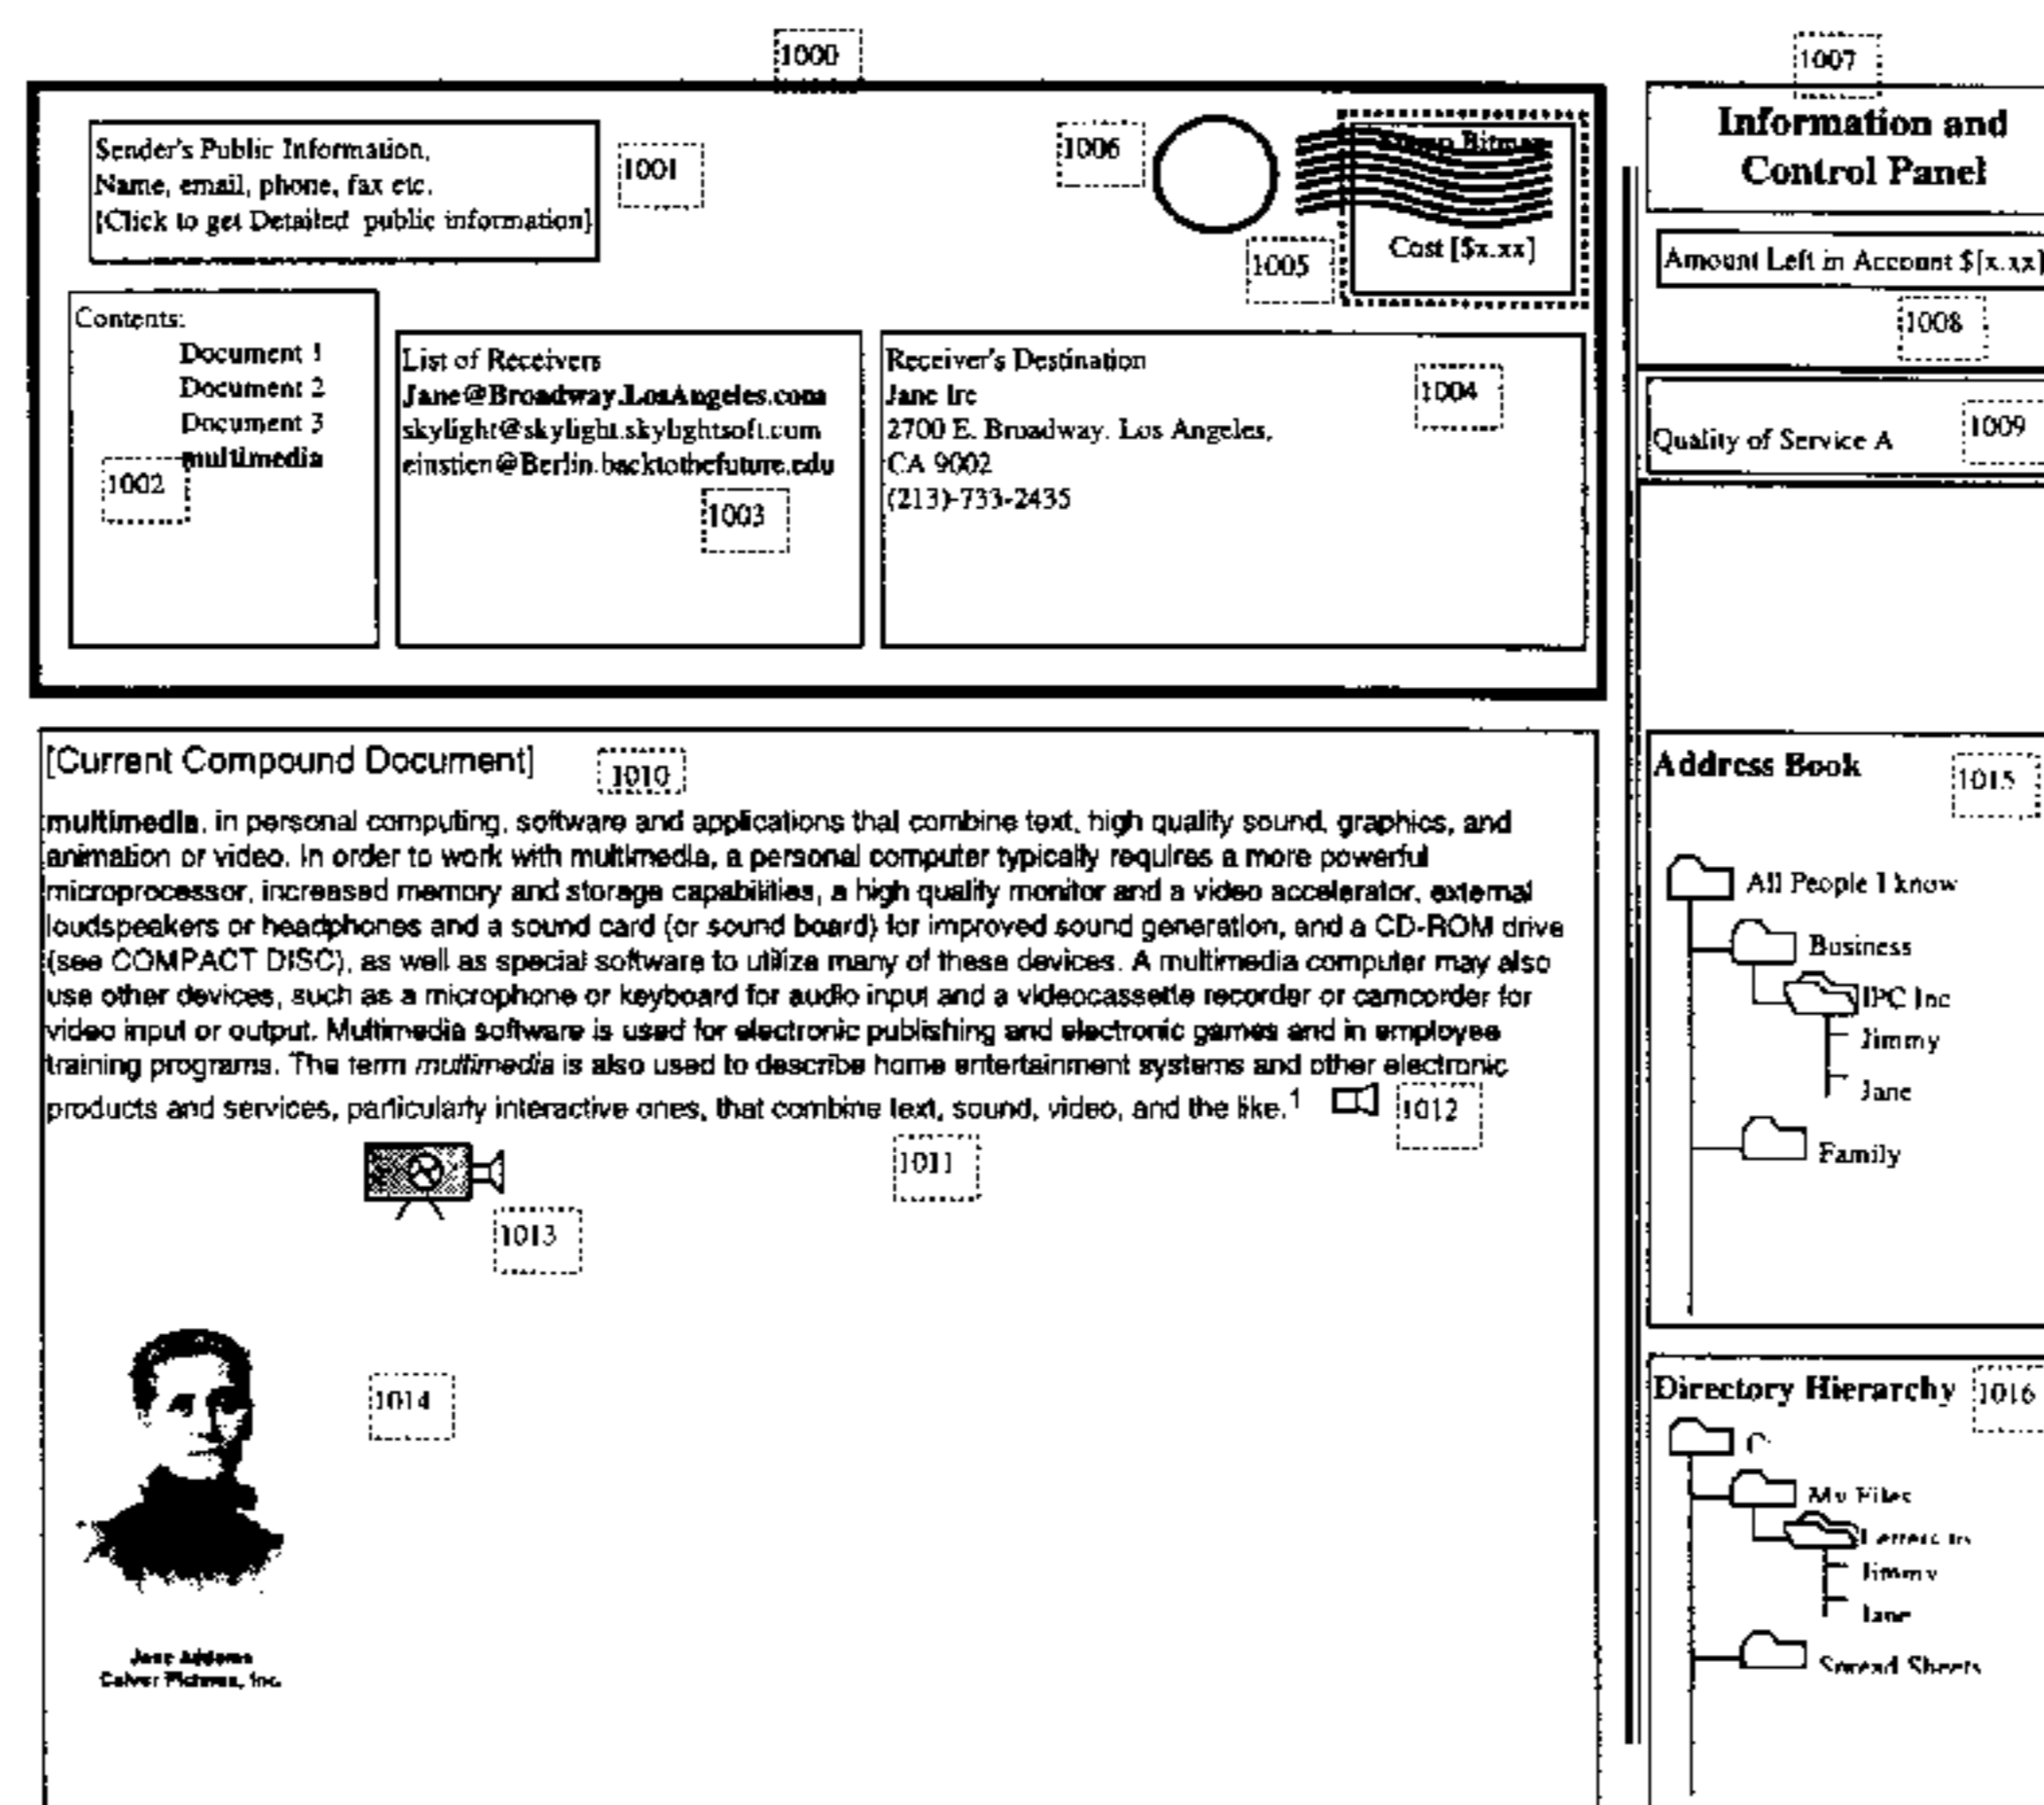 1000
Sender's Public Information,
Name, email, phone, fax etc.
[Click to get Detailed public information]
1001
1006
Cost [$x.xx]
1005
Contents:
Document 1
Document 2
Document 3
multimedia
1002
List of Receivers
Jane@Broadway.LosAngeles.com
skylight@skylight.skylightsoft.com
einstien@Berlin.backtothefuture.edu
1003
Receiver's Destination
Jane Ire
2700 E. Broadway. Los Angeles,
CA 9002
(213)-733-2435
1004
1007
Information and
Control Panel
Amount Left in Account $[x.xx]
1008
Quality of Service A
1009
[Current Compound Document]
1010
multimedia, in personal computing, software and applications that combine text, high quality sound, graphics, and
animation or video. In order to work with multimedia, a personal computer typically requires a more powerful
microprocessor, increased memory and storage capabilities, a high quality monitor and a video accelerator, external
loudspeakers or headphones and a sound card (or sound board) for improved sound generation, and a CD-ROM drive
(see COMPACT DISC), as well as special software to utilize many of these devices. A multimedia computer may also
use other devices, such as a microphone or keyboard for audio input and a videocassette recorder or camcorder for
video input or output. Multimedia software is used for electronic publishing and electronic games and in employee
training programs. The term multimedia is also used to describe home entertainment systems and other electronic
products and services, particularly interactive ones, that combine text, sound, video, and the like.1
1012
1011
1013
1014
Jane Addams
Culver Pictures, Inc.
Address Book
1015
All People I know
Business
IPC Inc
Jimmy
Jane
Family
Directory Hierarchy
1016
My Files
Jimmy
Jane
Spread Sheets